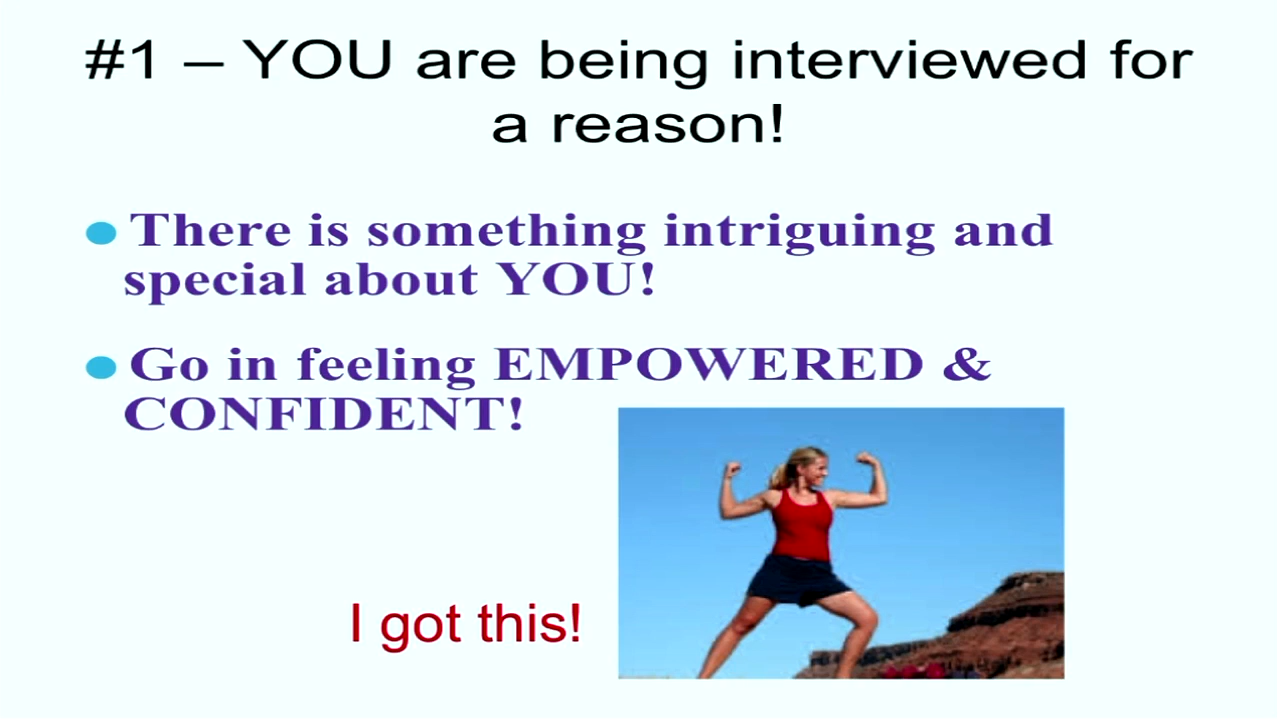 #1 – YOU are being interviewed for
a reason!
There is something intriguing and
special about YOU!
Go in feeling EMPOWERED &
CONFIDENT!
I got this!